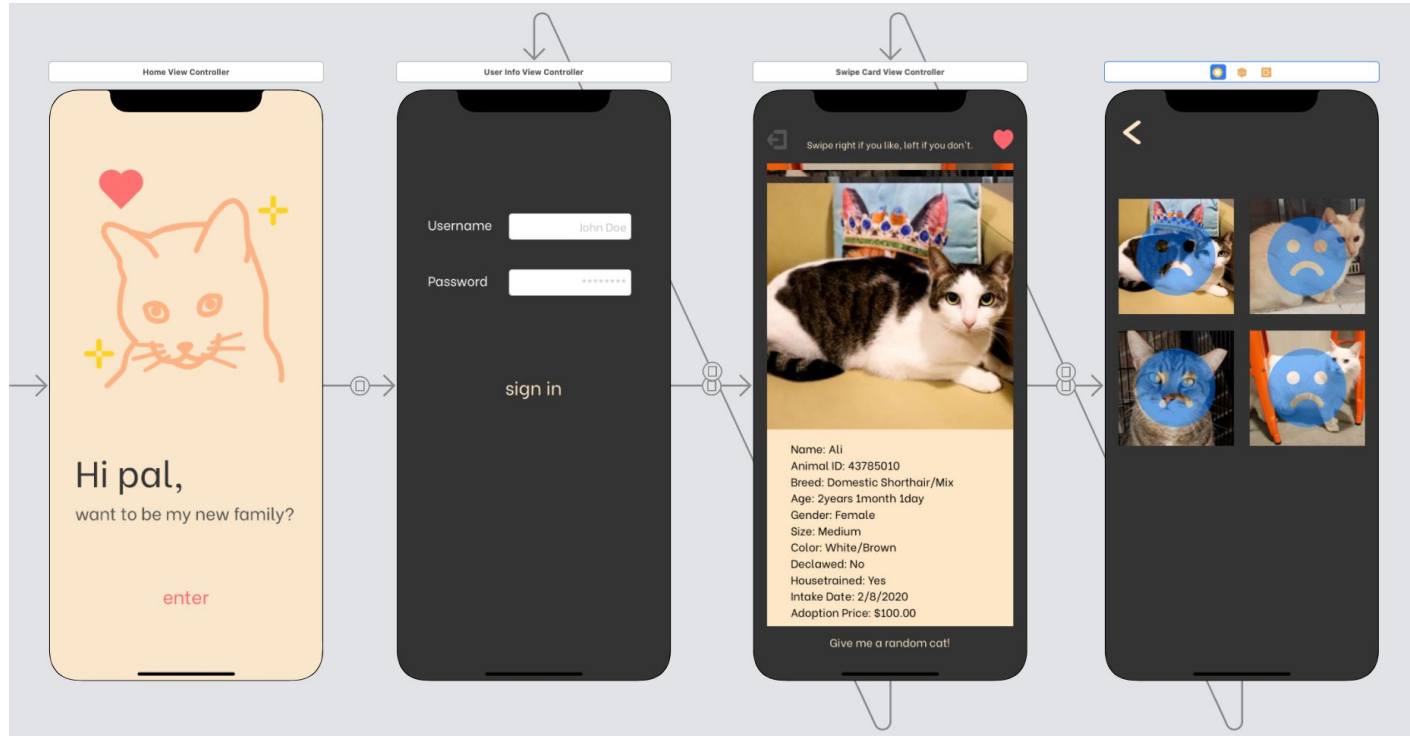 Home View Controller
Hi pal,
want to be my new family?
enter
User Info View Controller
Username
John Doe
Password
********
sign in
Swipe Card View Controller
Swipe right if you like, left if you don't.
Name: Ali
Animal ID: 43785010
Breed: Domestic Shorthair/Mix
Age: 2years 1month 1day
Gender: Female
Size: Medium
Color: White/Brown
Declawed: No
Housetrained: Yes
Intake Date: 2/8/2020
Adoption Price: $100.00
Give me a random cat!